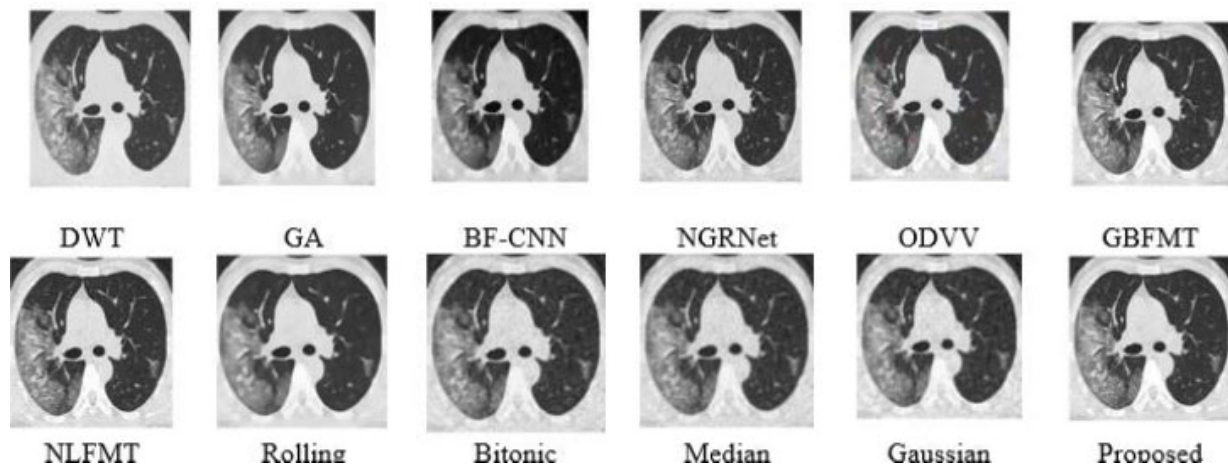 DWT GA BF-CNN NGRNet ODVV GBFMT
NLFMT Rolling Bitonic Median Gaussian Proposed